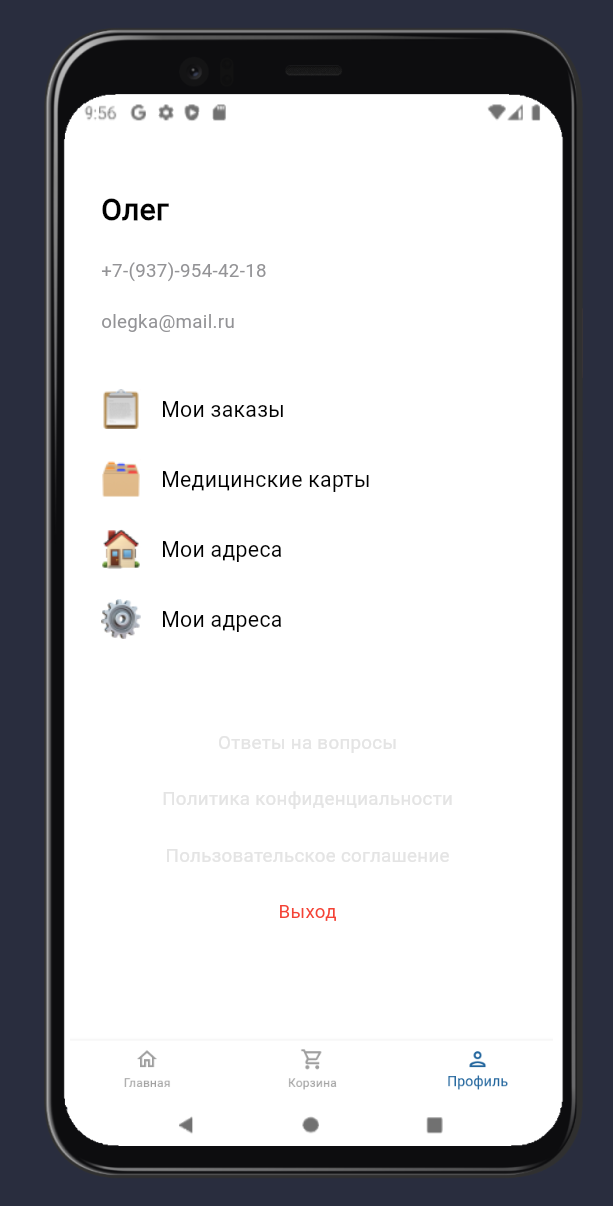 9:56
Олег
+7-(937)-954-42-18
olegka@mail.ru
Мои заказы
Медицинские карты
Мои адреса
Мои адреса
Ответы на вопросы
Политика конфиденциальности
Пользовательское соглашение
Выход
Главная
Корзина
Профиль